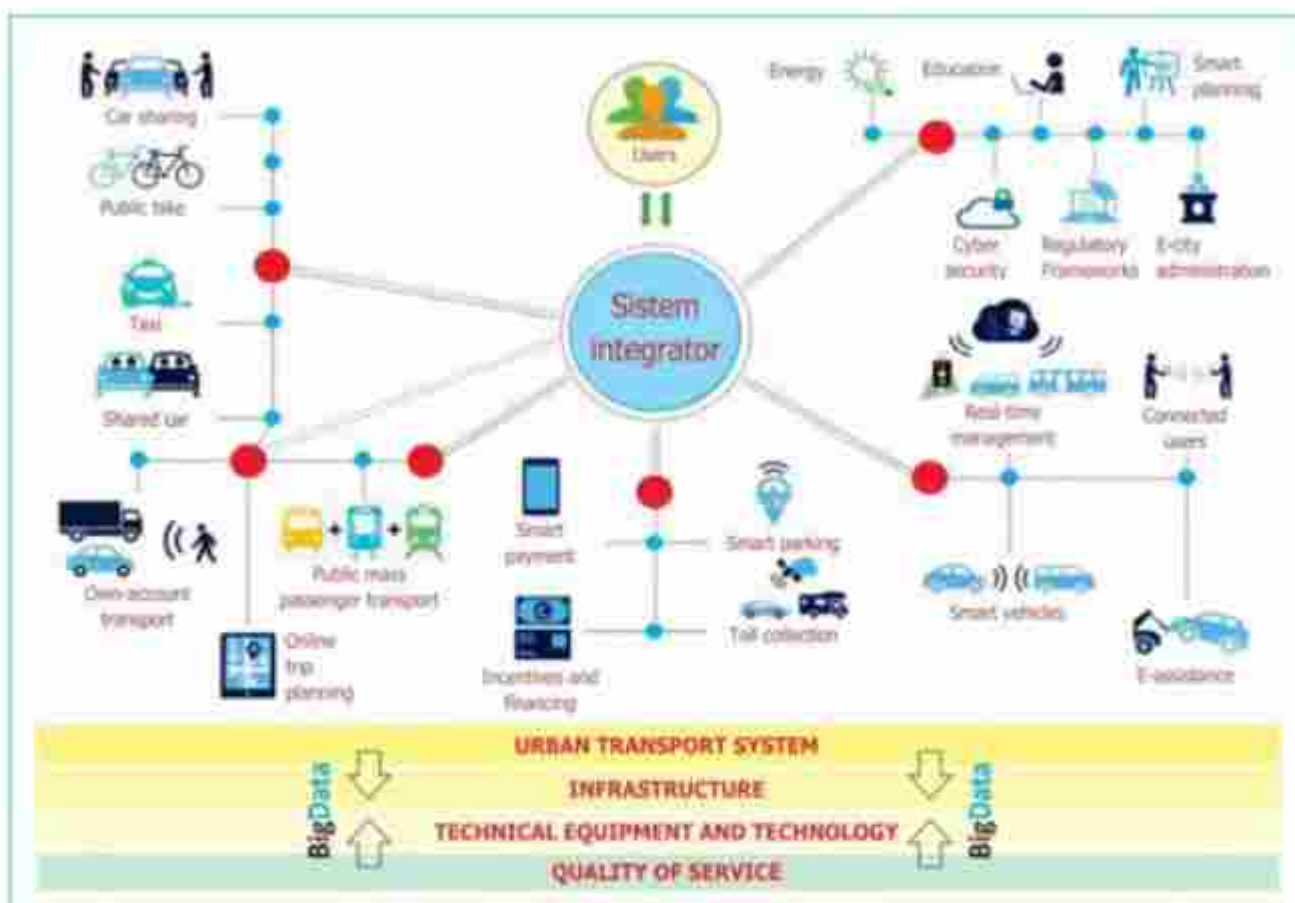 Car sharing
Public bike
Taxi
Shared car
Own-account
transport
Online
trip
planning
Public mass
passenger transport
Users
Sistem
integrator
Smart
payment
Incentives and
financing
Smart parking
Toll collection
Energy
Education
Smart
planning
Cyber
security
Regulatory
Frameworks
E-city
administration
Real-time
management
Connected
users
Smart vehicles
E-assistance
URBAN TRANSPORT SYSTEM
INFRASTRUCTURE
TECHNICAL EQUIPMENT AND TECHNOLOGY
QUALITY OF SERVICE
BigData
BigData